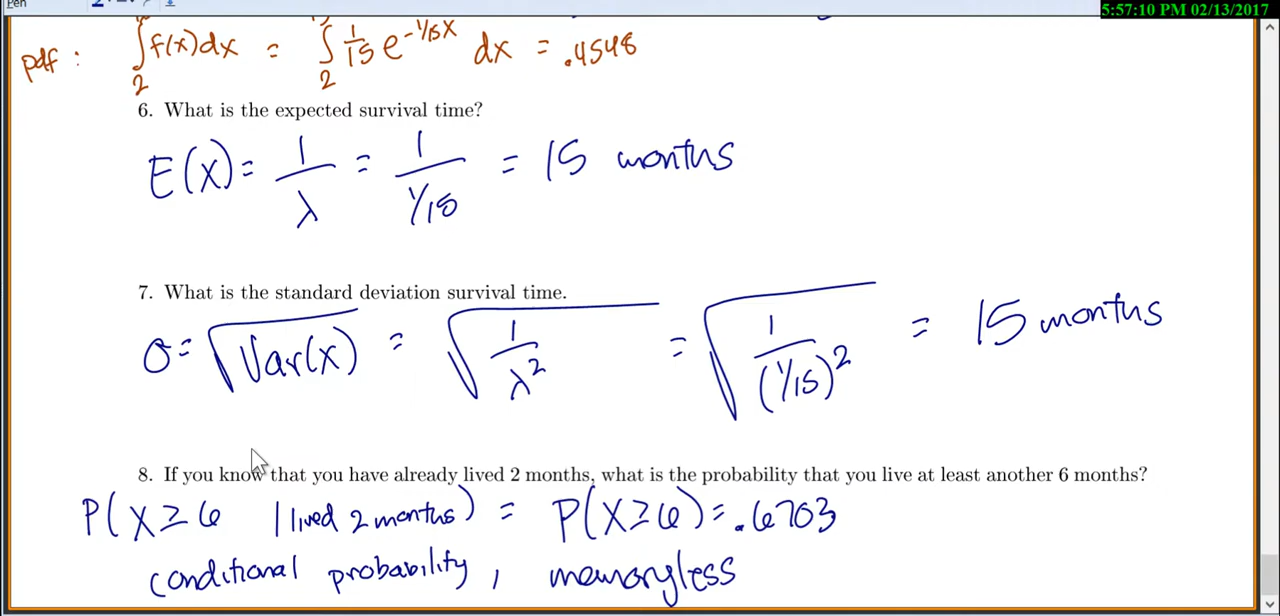 Pen
5:57:10 PM 02/13/2017
pdf : ∫2 f(x)dx = ∫2 1/15 e^-1/15x dx = .4548
6. What is the expected survival time?
E(x) = 1/λ = 1/(1/15) = 15 months
7. What is the standard deviation survival time.
σ = √Var(x) = √(1/λ²) = √(1/(1/15)²) = 15 months
8. If you know that you have already lived 2 months, what is the probability that you live at least another 6 months?
P(X≥6 | lived 2 months) = P(X≥6) = .6703
conditional probability, memoryless